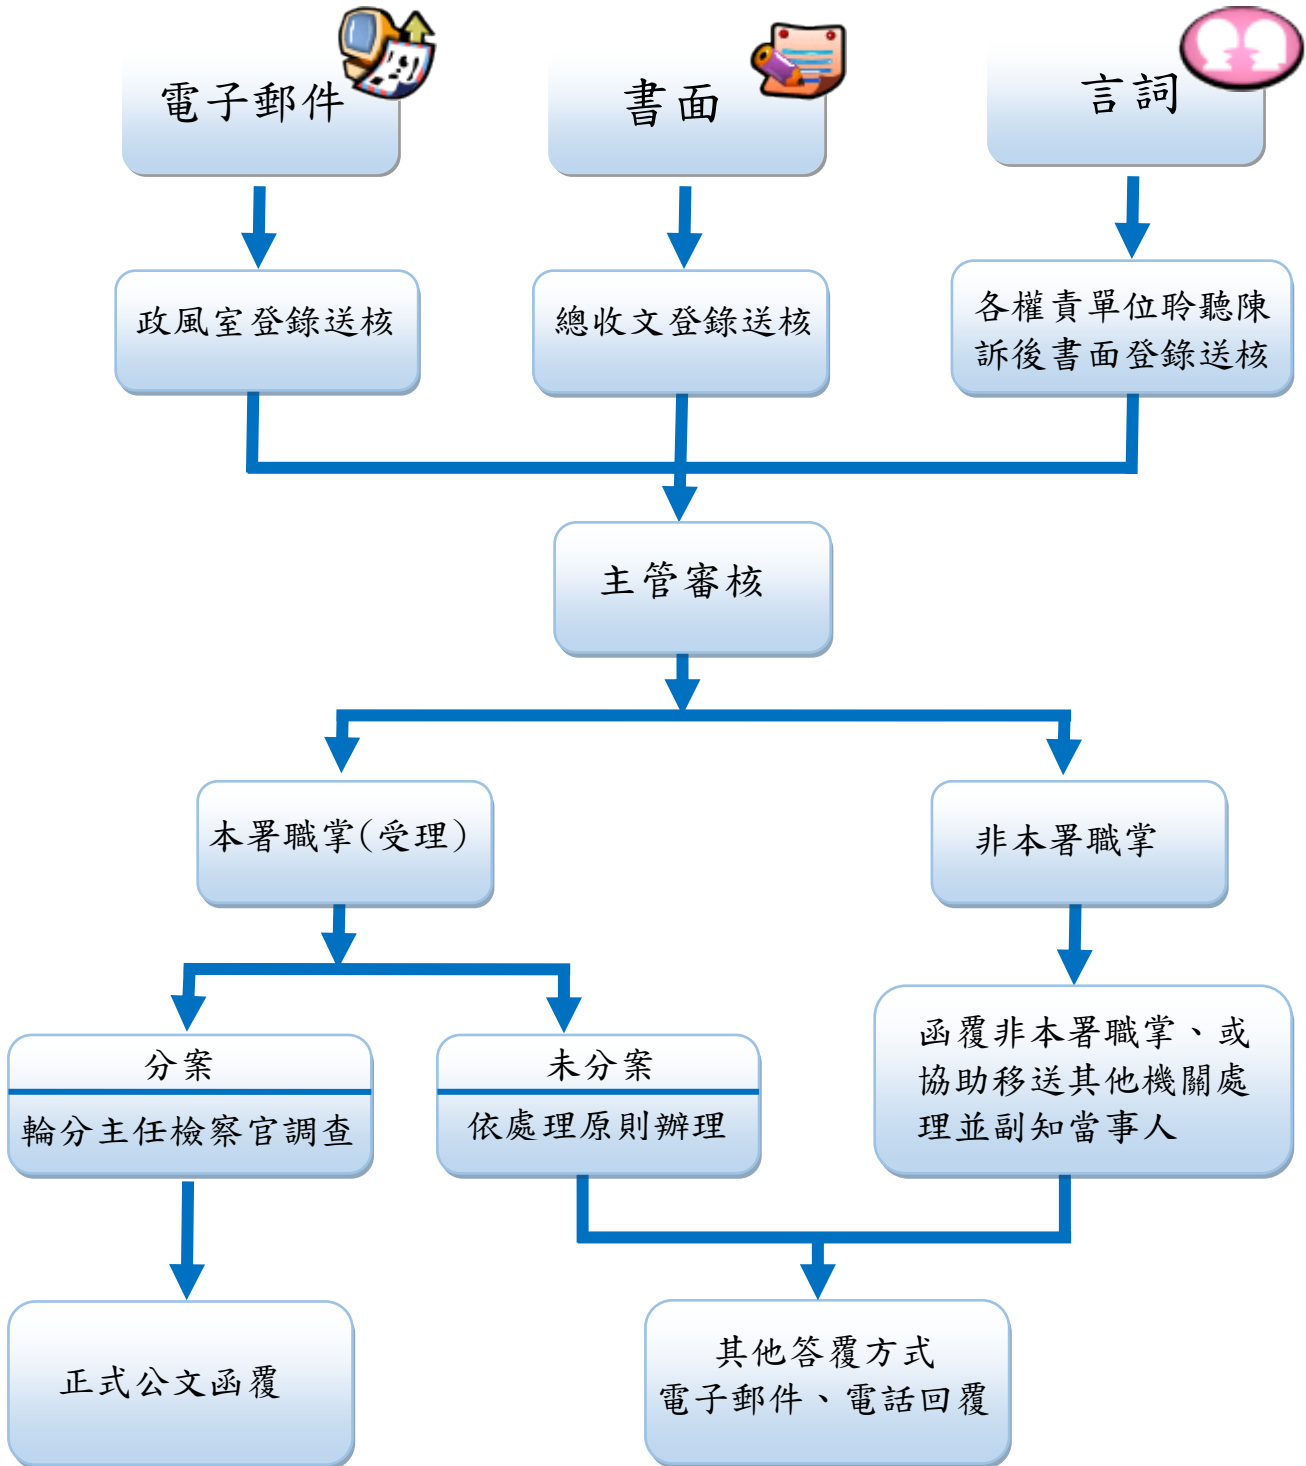 電子郵件
書面
言詞
政風室登錄送核
總收文登錄送核
各權責單位聆聽陳
訴後書面登錄送核
主管審核
本署職掌(受理)
非本署職掌
分案
輪分主任檢察官調查
未分案
依處理原則辦理
函覆非本署職掌、或
協助移送其他機關處
理並副知當事人
正式公文函覆
其他答覆方式
電子郵件、電話回覆